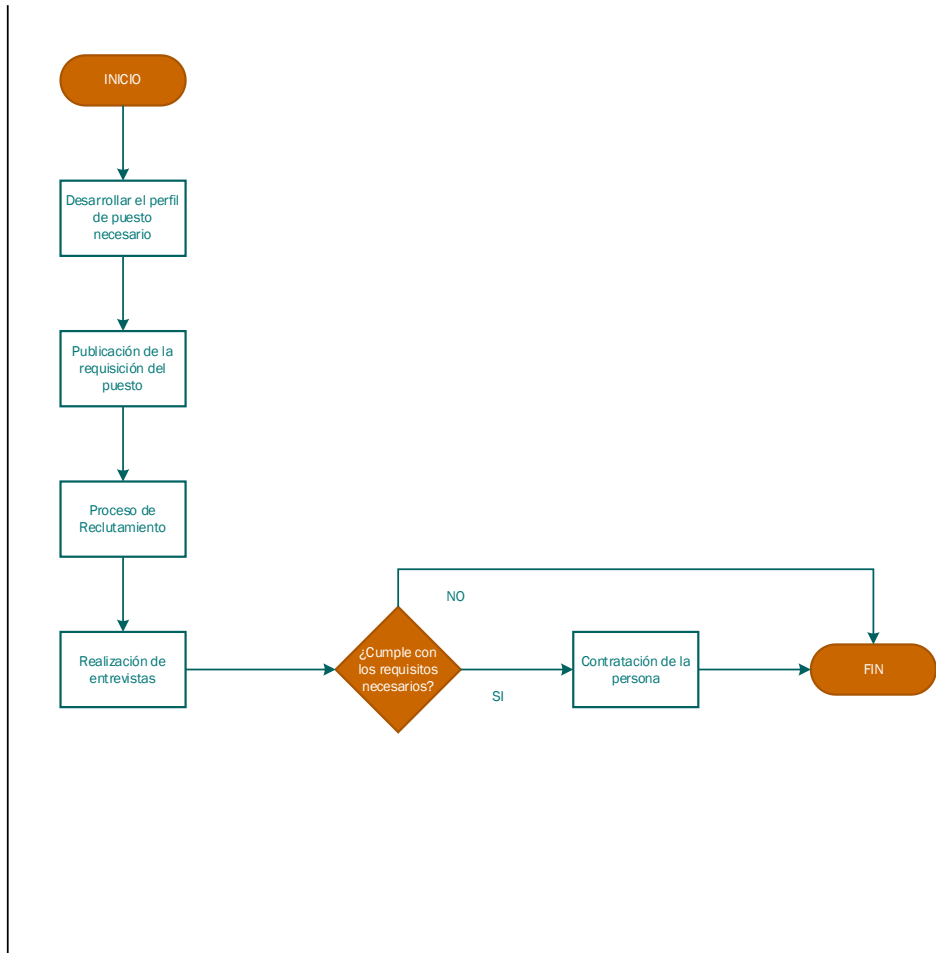 INICIO
Desarrollar el perfil
de puesto
necesario
Publicación de la
requisición del
puesto
Proceso de
Reclutamiento
Realización de
entrevistas
¿Cumple con
los requisitos
necesarios?
NO
SI
Contratación de la
persona
FIN